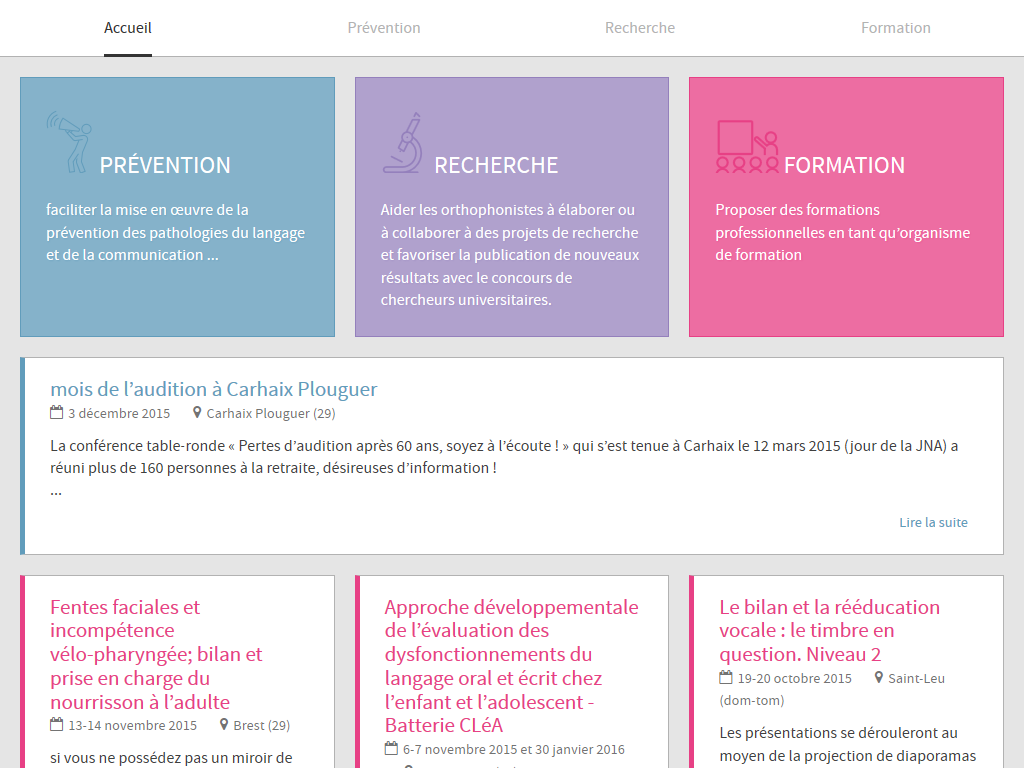 Accueil
Prévention
Recherche
Formation
PRÉVENTION
faciliter la mise en œuvre de la
prévention des pathologies du langage
et de la communication ...
RECHERCHE
Aider les orthophonistes à élaborer ou
à collaborer à des projets de recherche
et favoriser la publication de nouveaux
résultats avec le concours de
chercheurs universitaires.
FORMATION
Proposer des formations
professionnelles en tant qu’organisme
de formation
mois de l’audition à Carhaix Plouguer
3 décembre 2015 Carhaix Plouguer (29)
La conférence table-ronde « Pertes d’audition après 60 ans, soyez à l’écoute ! » qui s’est tenue à Carhaix le 12 mars 2015 (jour de la JNA) a
réuni plus de 160 personnes à la retraite, désireuses d’information !
...
Lire la suite
Fentes faciales et
incompétence
vélo-pharyngée; bilan et
prise en charge du
nourrisson à l’adulte
13-14 novembre 2015 Brest (29)
si vous ne possédez pas un miroir de
Approche développementale
de l’évaluation des
dysfonctionnements du
langage oral et écrit chez
l’enfant et l’adolescent -
Batterie CLéA
6-7 novembre 2015 et 30 janvier 2016
Le bilan et la rééducation
vocale : le timbre en
question. Niveau 2
19-20 octobre 2015 Saint-Leu
(dom-tom)
Les présentations se dérouleront au
moyen de la projection de diaporamas